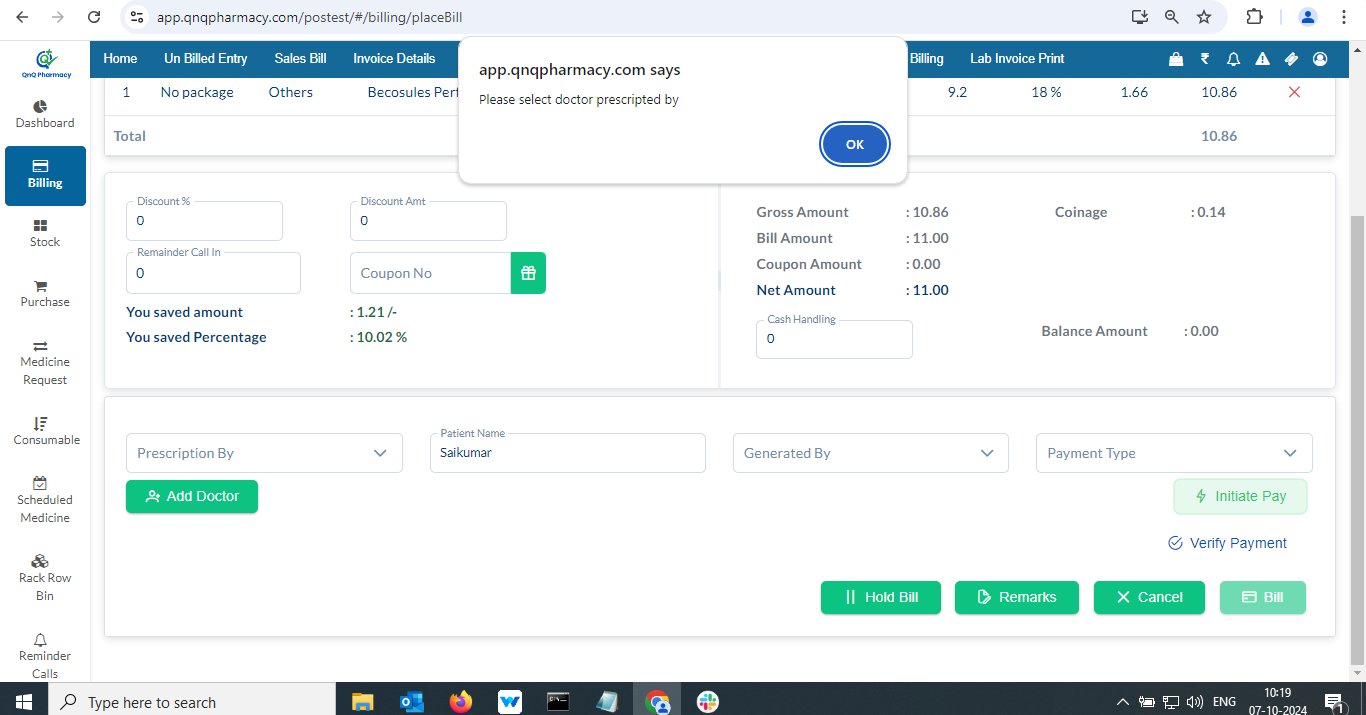 app.qnqpharmacy.com/postest/#/billing/placeBill
QnQ Pharmacy
Home Un Billed Entry Sales Bill Invoice Details Billing Lab Invoice Print
app.qnqpharmacy.com says
Please select doctor prescripted by
OK
1 No package Others Becosules Perf 9.2 18 % 1.66 10.86
Total 10.86
Dashboard
Billing
Stock
Purchase
Medicine
Request
Consumable
Scheduled
Medicine
Rack Row
Bin
Reminder
Calls
Discount %
0
Discount Amt
0
Remainder Call In
0
Coupon No
You saved amount : 1.21 /-
You saved Percentage : 10.02 %
Gross Amount : 10.86 Coinage : 0.14
Bill Amount : 11.00
Coupon Amount : 0.00
Net Amount : 11.00
Cash Handling
0
Balance Amount : 0.00
Prescription By
Patient Name
Saikumar
Generated By
Payment Type
Add Doctor
Initiate Pay
Verify Payment
Hold Bill Remarks Cancel Bill
Type here to search
W
ENG
10:19
07-10-2024
1